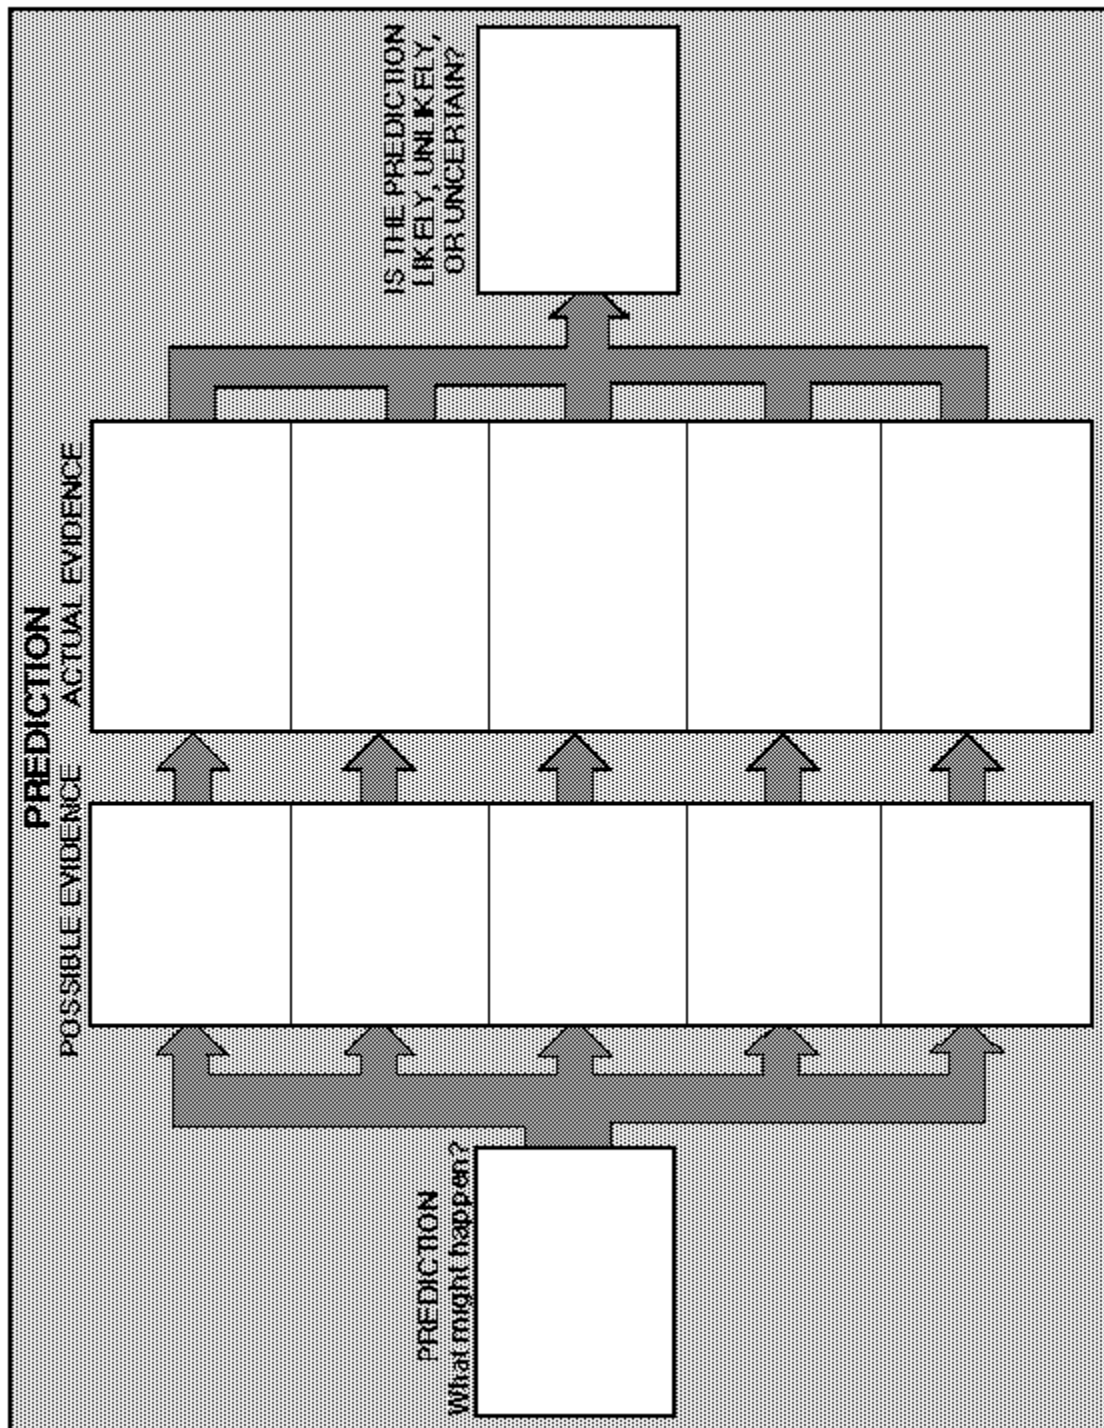 PREDICTION
POSSIBLE EVIDENCE
ACTUAL EVIDENCE
PREDICTION
What might happen?
IS THE PREDICTION
LIKELY, UNLIKELY,
OR UNCERTAIN?